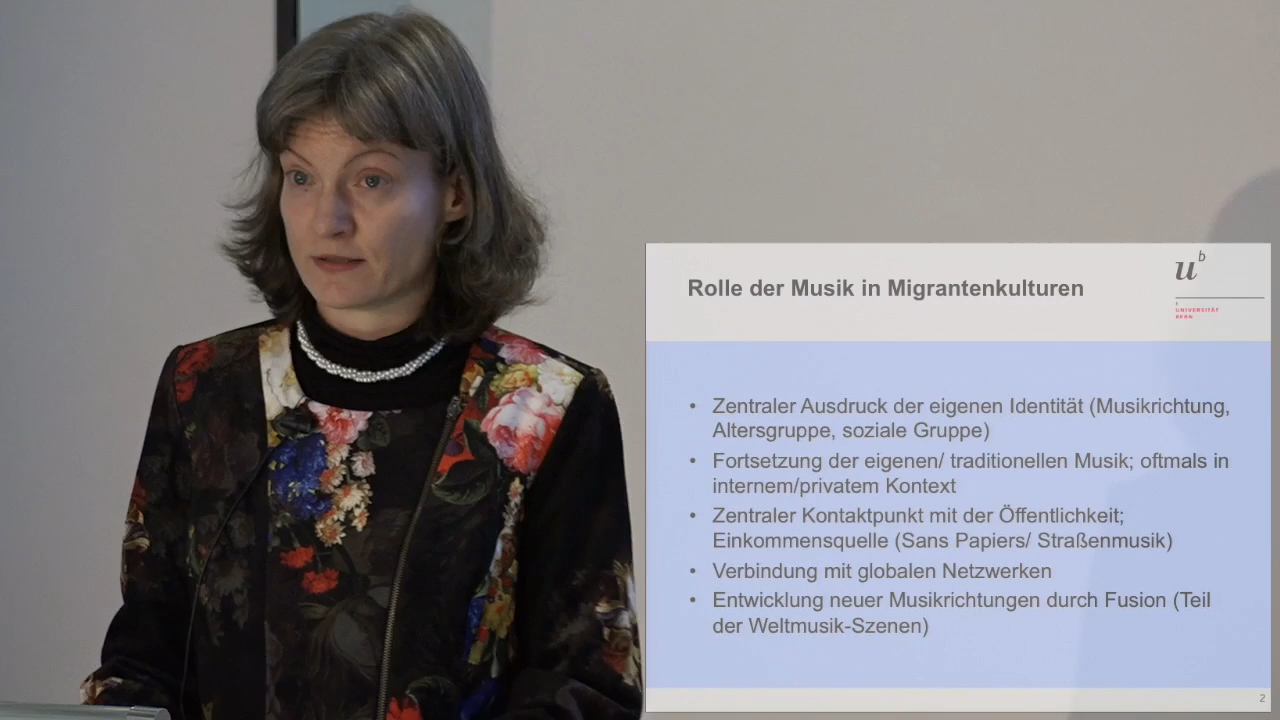 Rolle der Musik in Migrantenkulturen
u^b
UNIVERSITÄT
BERN
• Zentraler Ausdruck der eigenen Identität (Musikrichtung,
Altersgruppe, soziale Gruppe)
• Fortsetzung der eigenen/ traditionellen Musik; oftmals in
internem/privatem Kontext
• Zentraler Kontaktpunkt mit der Öffentlichkeit;
Einkommensquelle (Sans Papiers/ Straßenmusik)
• Verbindung mit globalen Netzwerken
• Entwicklung neuer Musikrichtungen durch Fusion (Teil
der Weltmusik-Szenen)
2